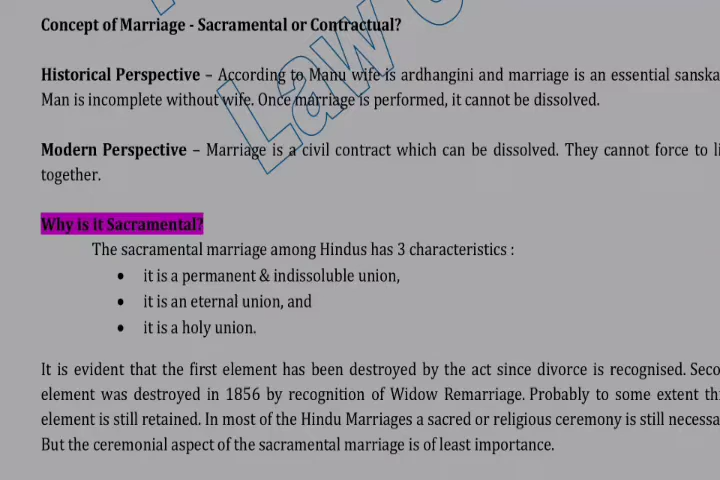 Concept of Marriage - Sacramental or Contractual?
Historical Perspective – According to Manu wife is ardhangini and marriage is an essential sanska
Man is incomplete without wife. Once marriage is performed, it cannot be dissolved.
Modern Perspective – Marriage is a civil contract which can be dissolved. They cannot force to li
together.
Why is it Sacramental?
The sacramental marriage among Hindus has 3 characteristics :
• it is a permanent & indissoluble union,
• it is an eternal union, and
• it is a holy union.
It is evident that the first element has been destroyed by the act since divorce is recognised. Seco
element was destroyed in 1856 by recognition of Widow Remarriage. Probably to some extent th
element is still retained. In most of the Hindu Marriages a sacred or religious ceremony is still necessa
But the ceremonial aspect of the sacramental marriage is of least importance.
Law